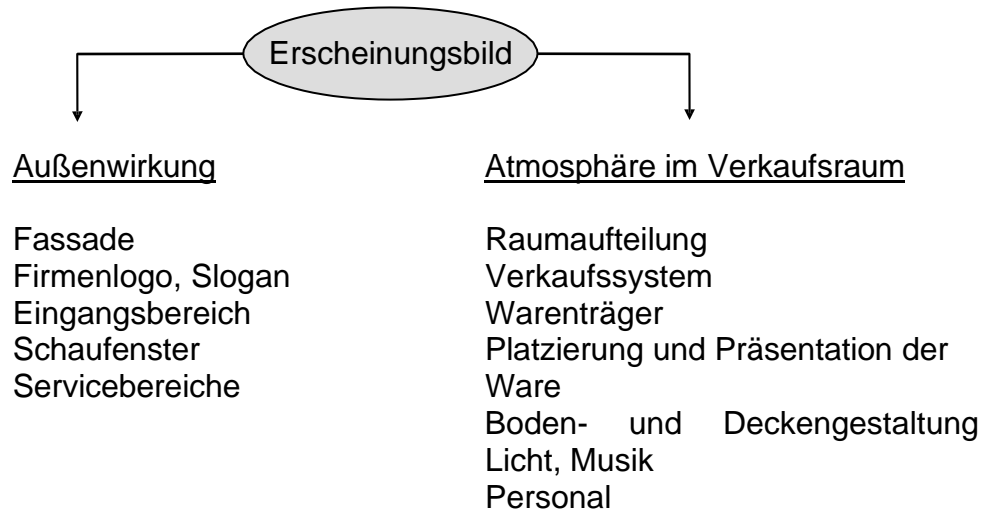 Erscheinungsbild
Außenwirkung
Fassade
Firmenlogo, Slogan
Eingangsbereich
Schaufenster
Servicebereiche
Atmosphäre im Verkaufsraum
Raumaufteilung
Verkaufssystem
Warenträger
Platzierung und Präsentation der
Ware
Boden- und Deckengestaltung
Licht, Musik
Personal